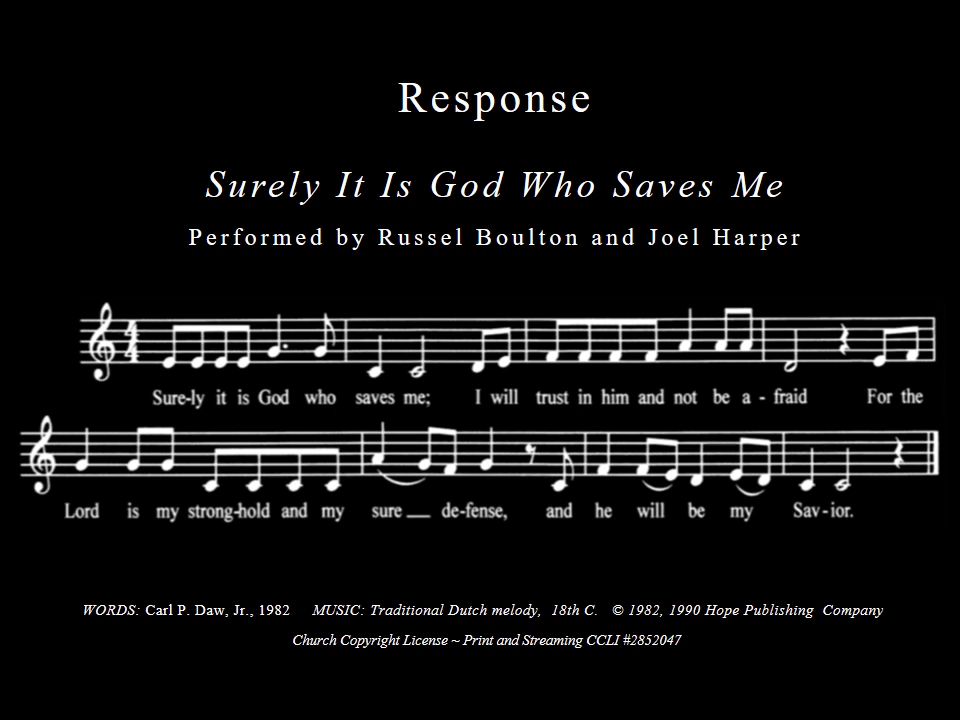 Response
Surely It Is God Who Saves Me
Performed by Russel Boulton and Joel Harper
4
4
Sure-ly it is God who saves me; I will trust in him and not be a - fraid For the
Lord is my strong-hold and my sure __ de-fense, and he will be my Sav-ior.
WORDS: Carl P. Daw, Jr., 1982 MUSIC: Traditional Dutch melody, 18th C. © 1982, 1990 Hope Publishing Company
Church Copyright License ~ Print and Streaming CCLI #2852047